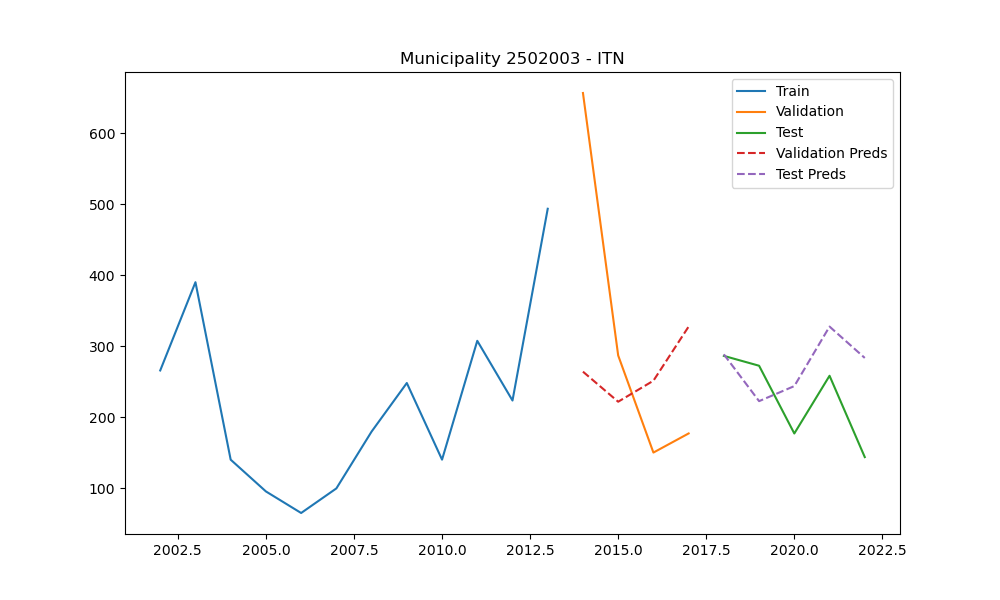 Municipality 2502003 - ITN
Train
Validation
Test
Validation Preds
Test Preds
600
500
400
300
200
100
2002.5 2005.0 2007.5 2010.0 2012.5 2015.0 2017.5 2020.0 2022.5